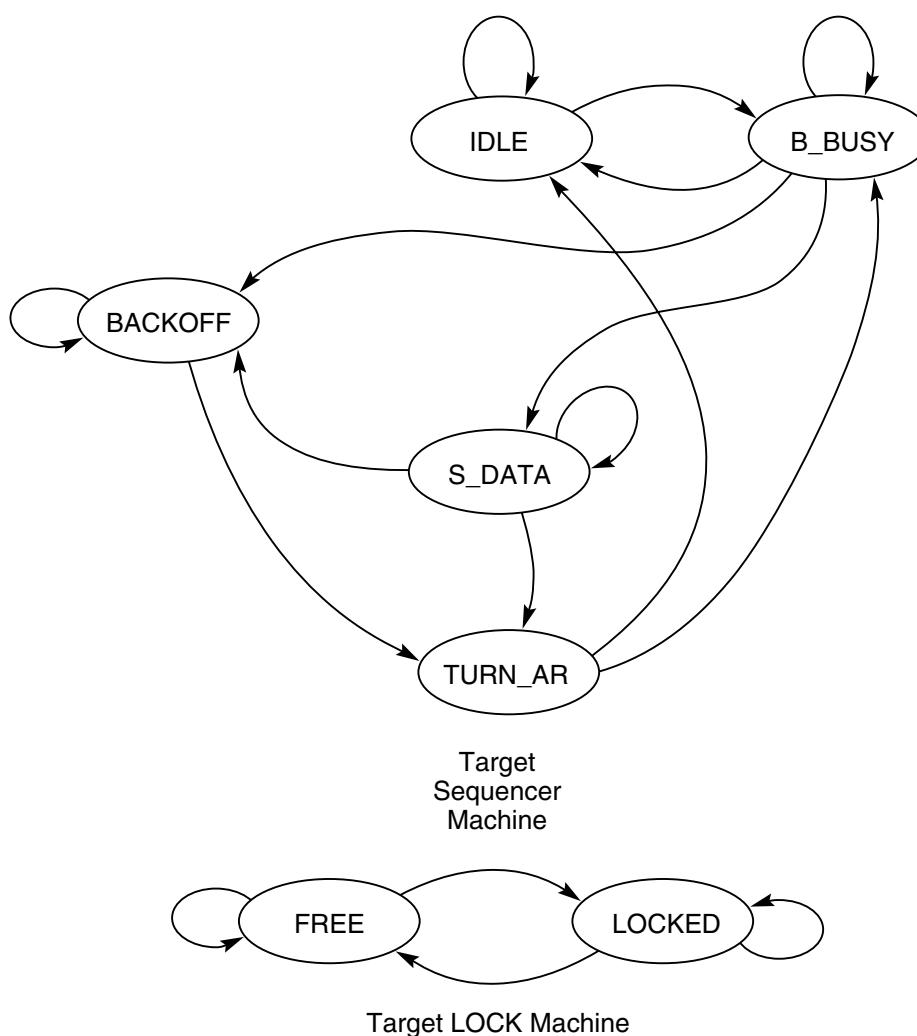 IDLE
B_BUSY
BACKOFF
S_DATA
TURN_AR
Target
Sequencer
Machine
FREE
LOCKED
Target LOCK Machine